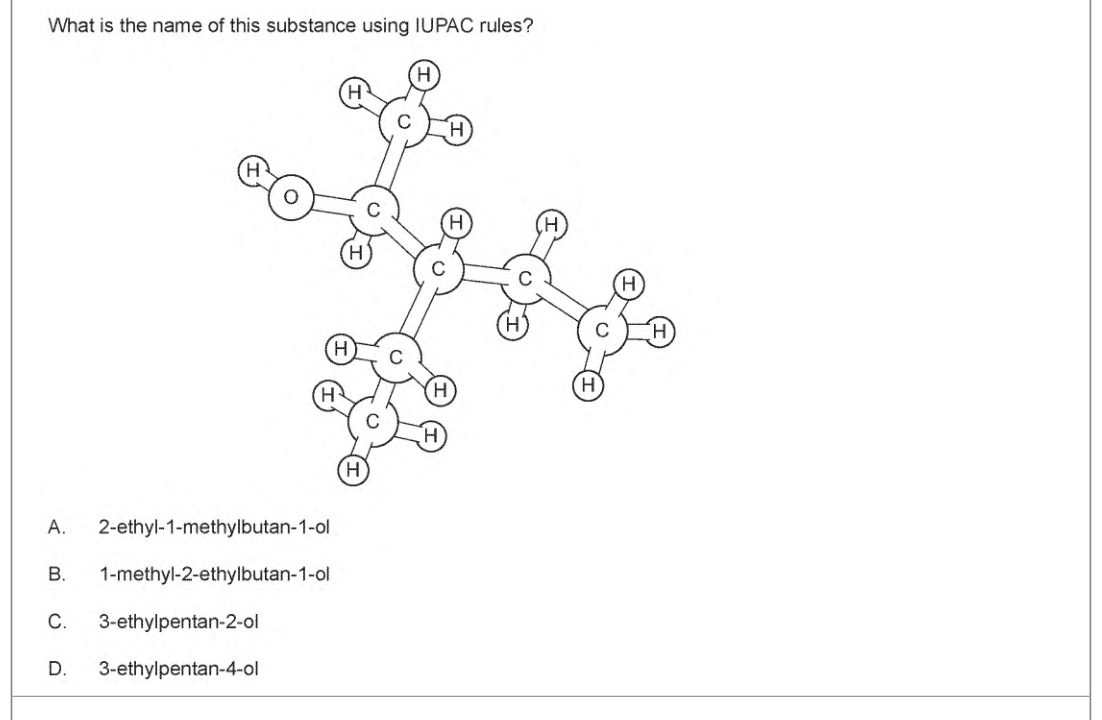 What is the name of this substance using IUPAC rules?
H
H
C
H
H
O
C
H
H
H
C
C
H
H
C
H
H
H
C
H
H
H
C
H
H
A. 2-ethyl-1-methylbutan-1-ol
B. 1-methyl-2-ethylbutan-1-ol
C. 3-ethylpentan-2-ol
D. 3-ethylpentan-4-ol